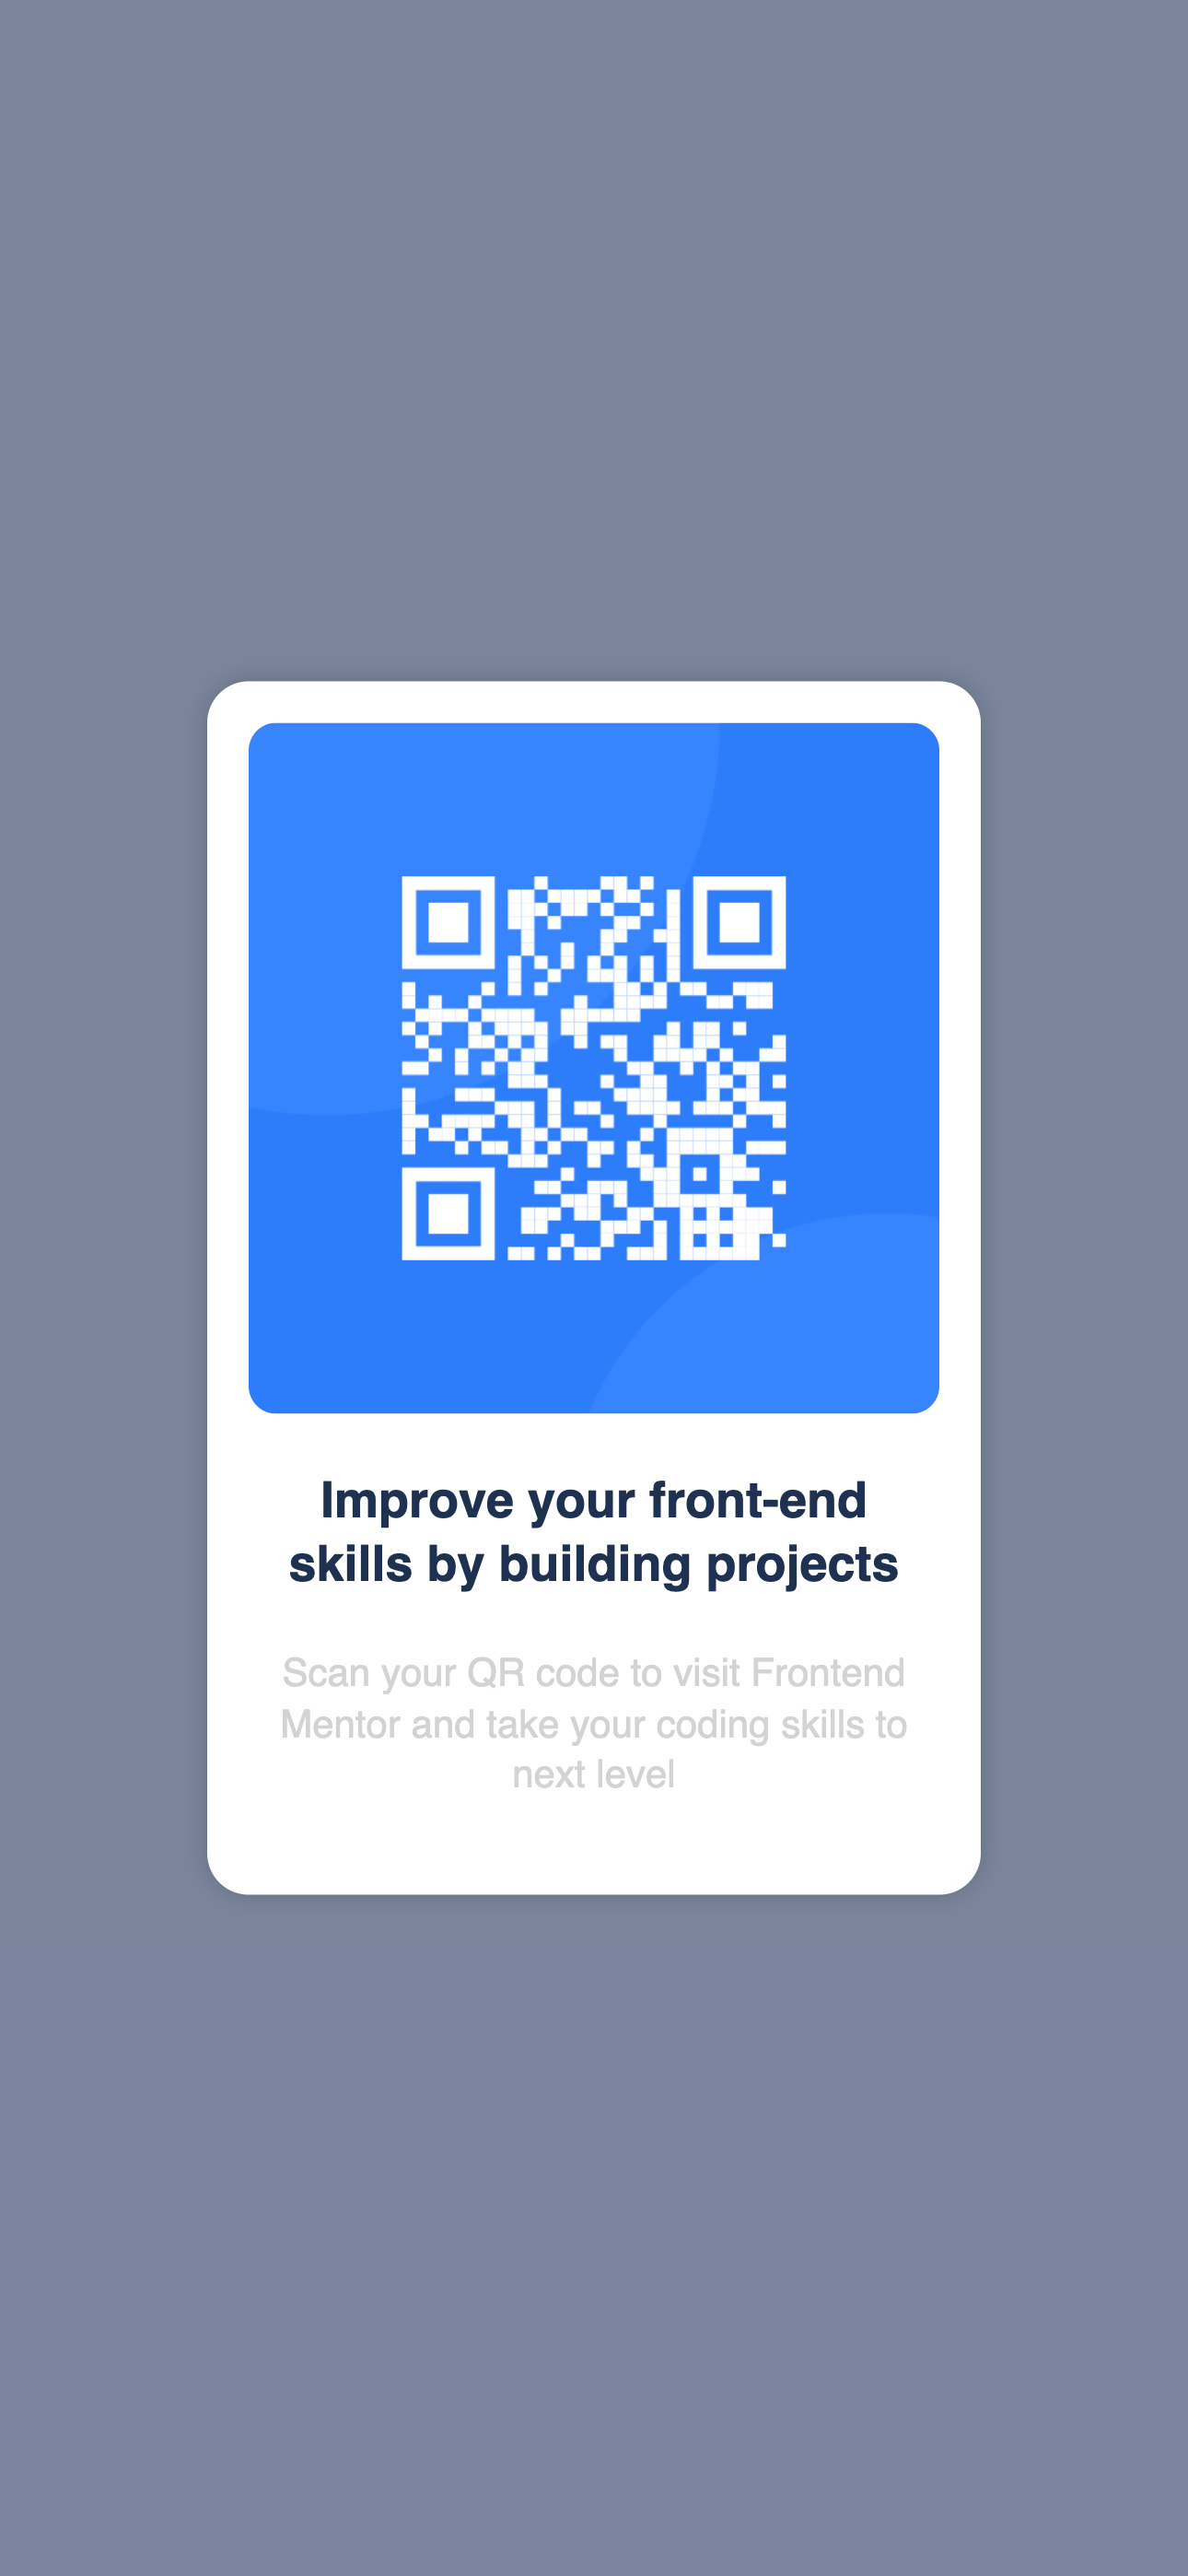 Improve your front-end
skills by building projects
Scan your QR code to visit Frontend
Mentor and take your coding skills to
next level